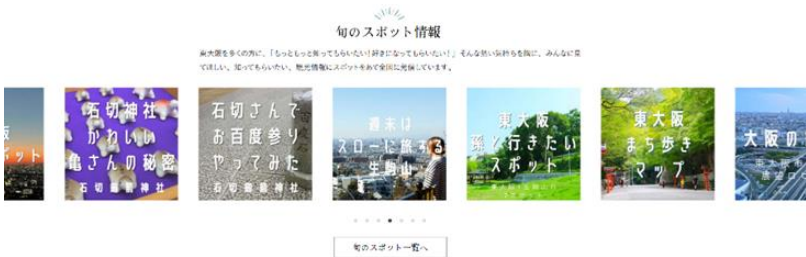 旬のスポット情報
東大阪を多くの方に、「もっともっと知ってもらいたい！好きになってもらいたい！」そんな熱い気持ちを胸に、みんなに見
てほしい、知ってもらいたい、観光情報にスポットをあて全国に発信しています。
石切神社
かわいい
亀さんの秘密
石切劔箭神社
石切さんで
お百度参り
やってみた
石切劔箭神社
週末は
スローに旅する
生駒山
東大阪
孫と行きたい
スポット
東大阪
まち歩き
マップ
大阪の
旬のスポット一覧へ